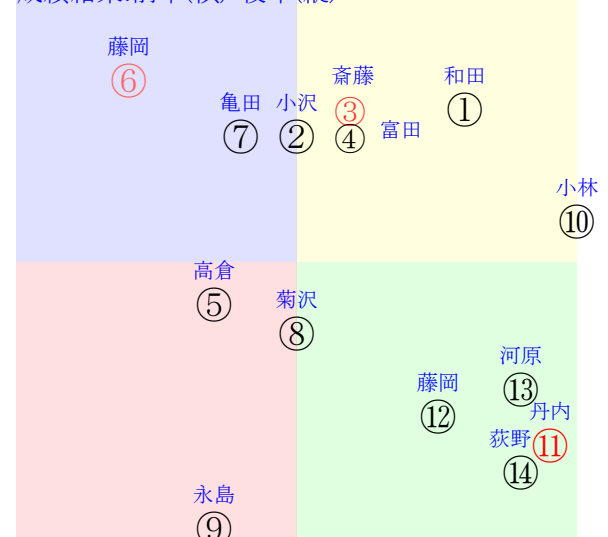 藤岡
⑥
斎藤
③
和田
①
亀田
⑦
小沢
②
④
富田
小林
⑩
高倉
⑤
菊沢
⑧
河原
⑬
藤岡
⑫
丹内
⑪
荻野
⑭
永島
⑨